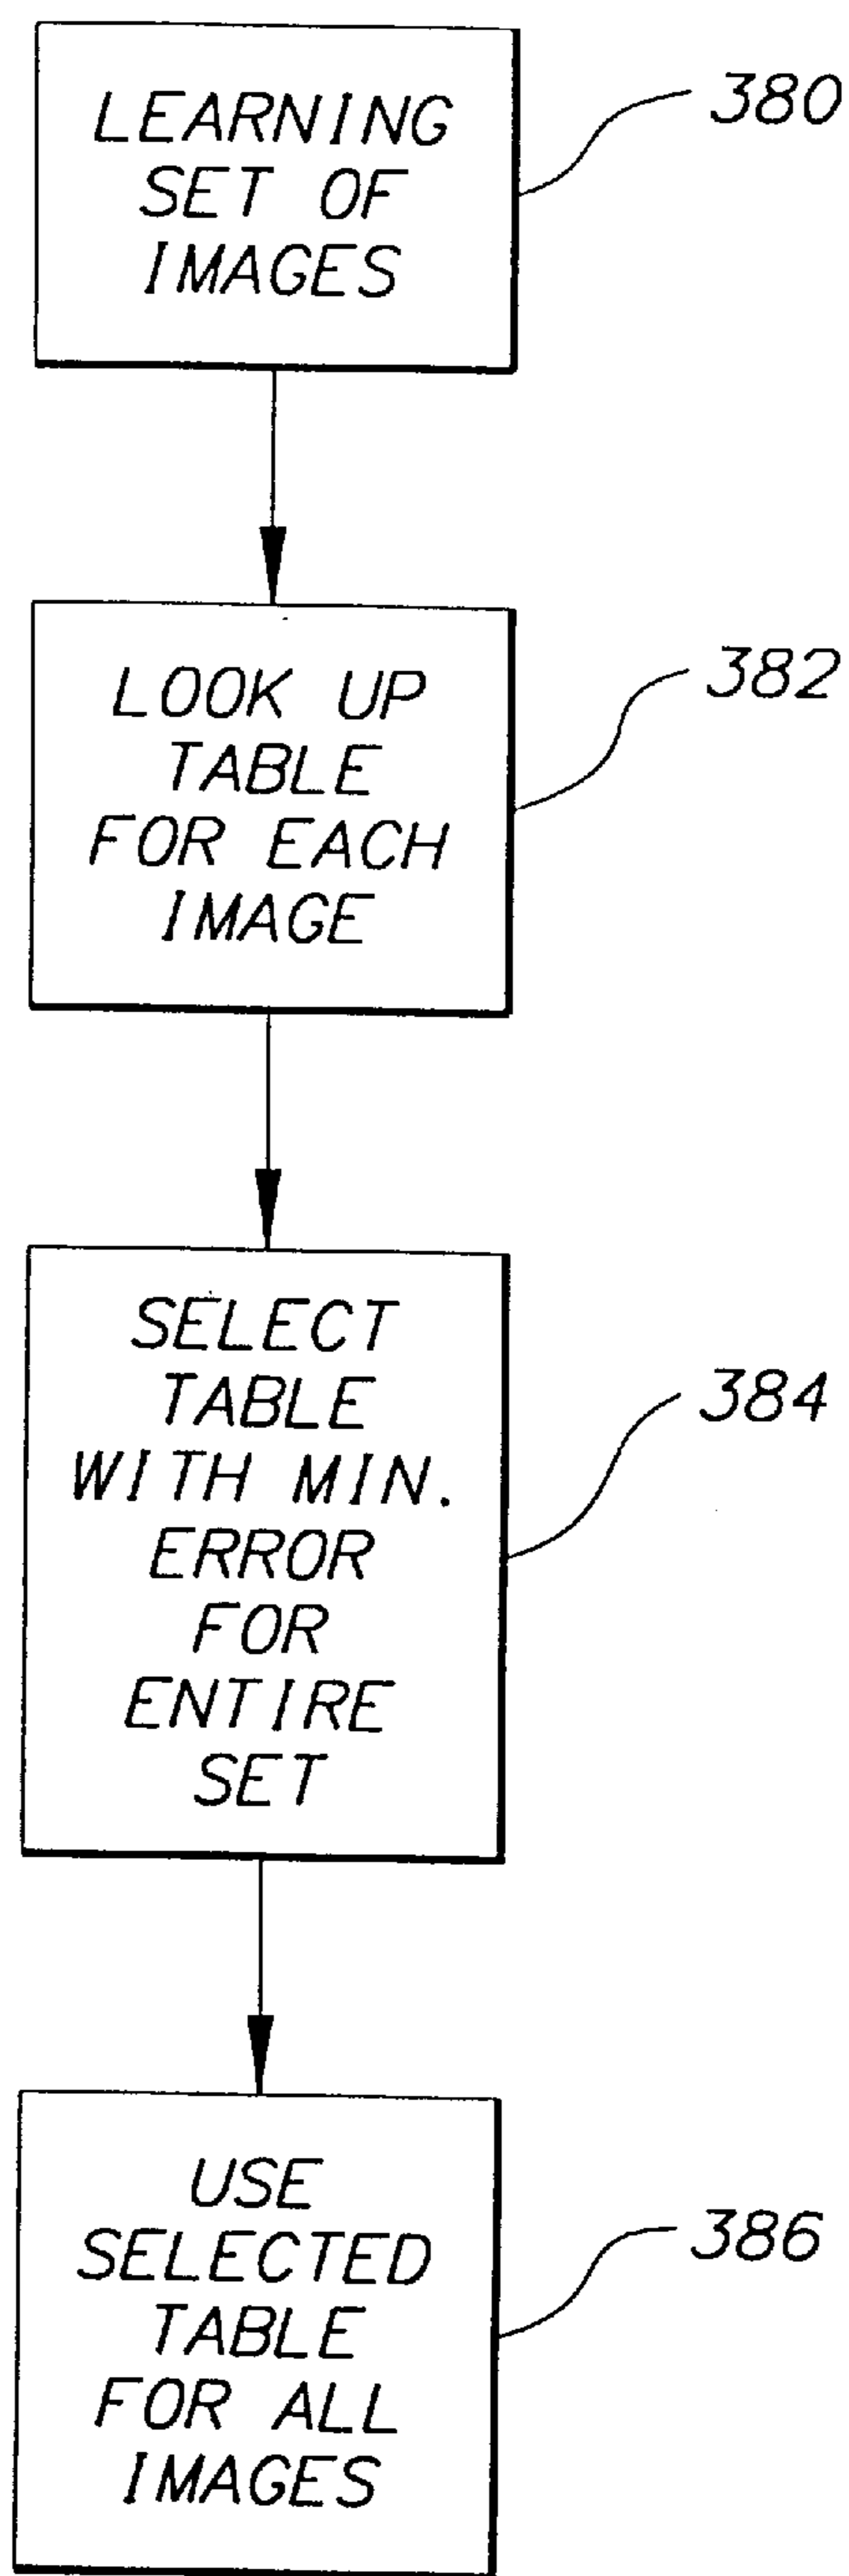 LEARNING
SET OF
IMAGES
380
LOOK UP
TABLE
FOR EACH
IMAGE
382
SELECT
TABLE
WITH MIN.
ERROR
FOR
ENTIRE
SET
384
USE
SELECTED
TABLE
FOR ALL
IMAGES
386